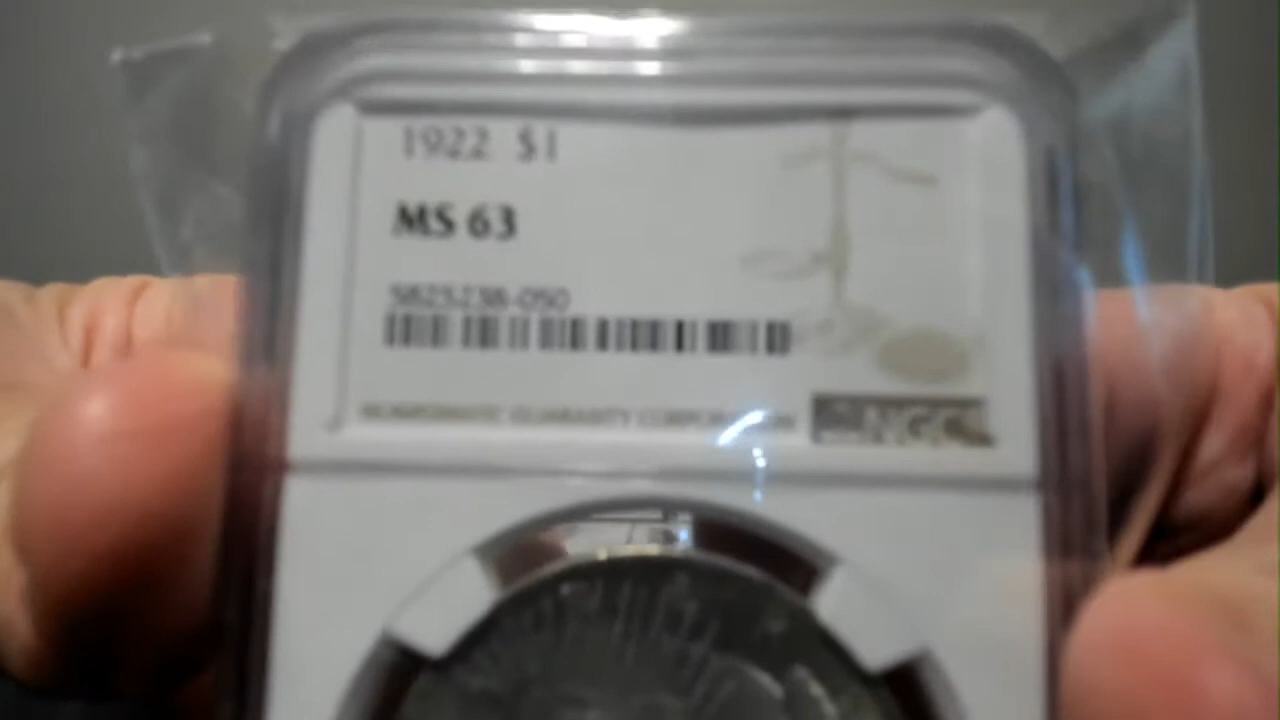 1922 $1
MS 63
5825238-050
NUMISMATIC GUARANTY CORPORATION
NGC